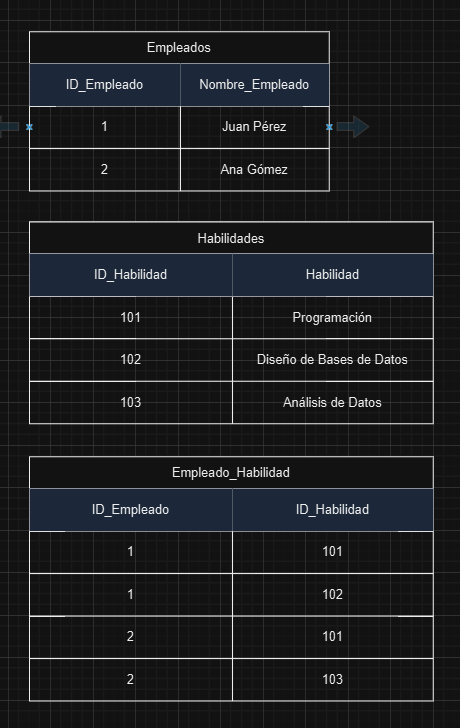 Empleados
ID_Empleado Nombre_Empleado
1 Juan Pérez
2 Ana Gómez
Habilidades
ID_Habilidad Habilidad
101 Programación
102 Diseño de Bases de Datos
103 Análisis de Datos
Empleado_Habilidad
ID_Empleado ID_Habilidad
1 101
1 102
2 101
2 103